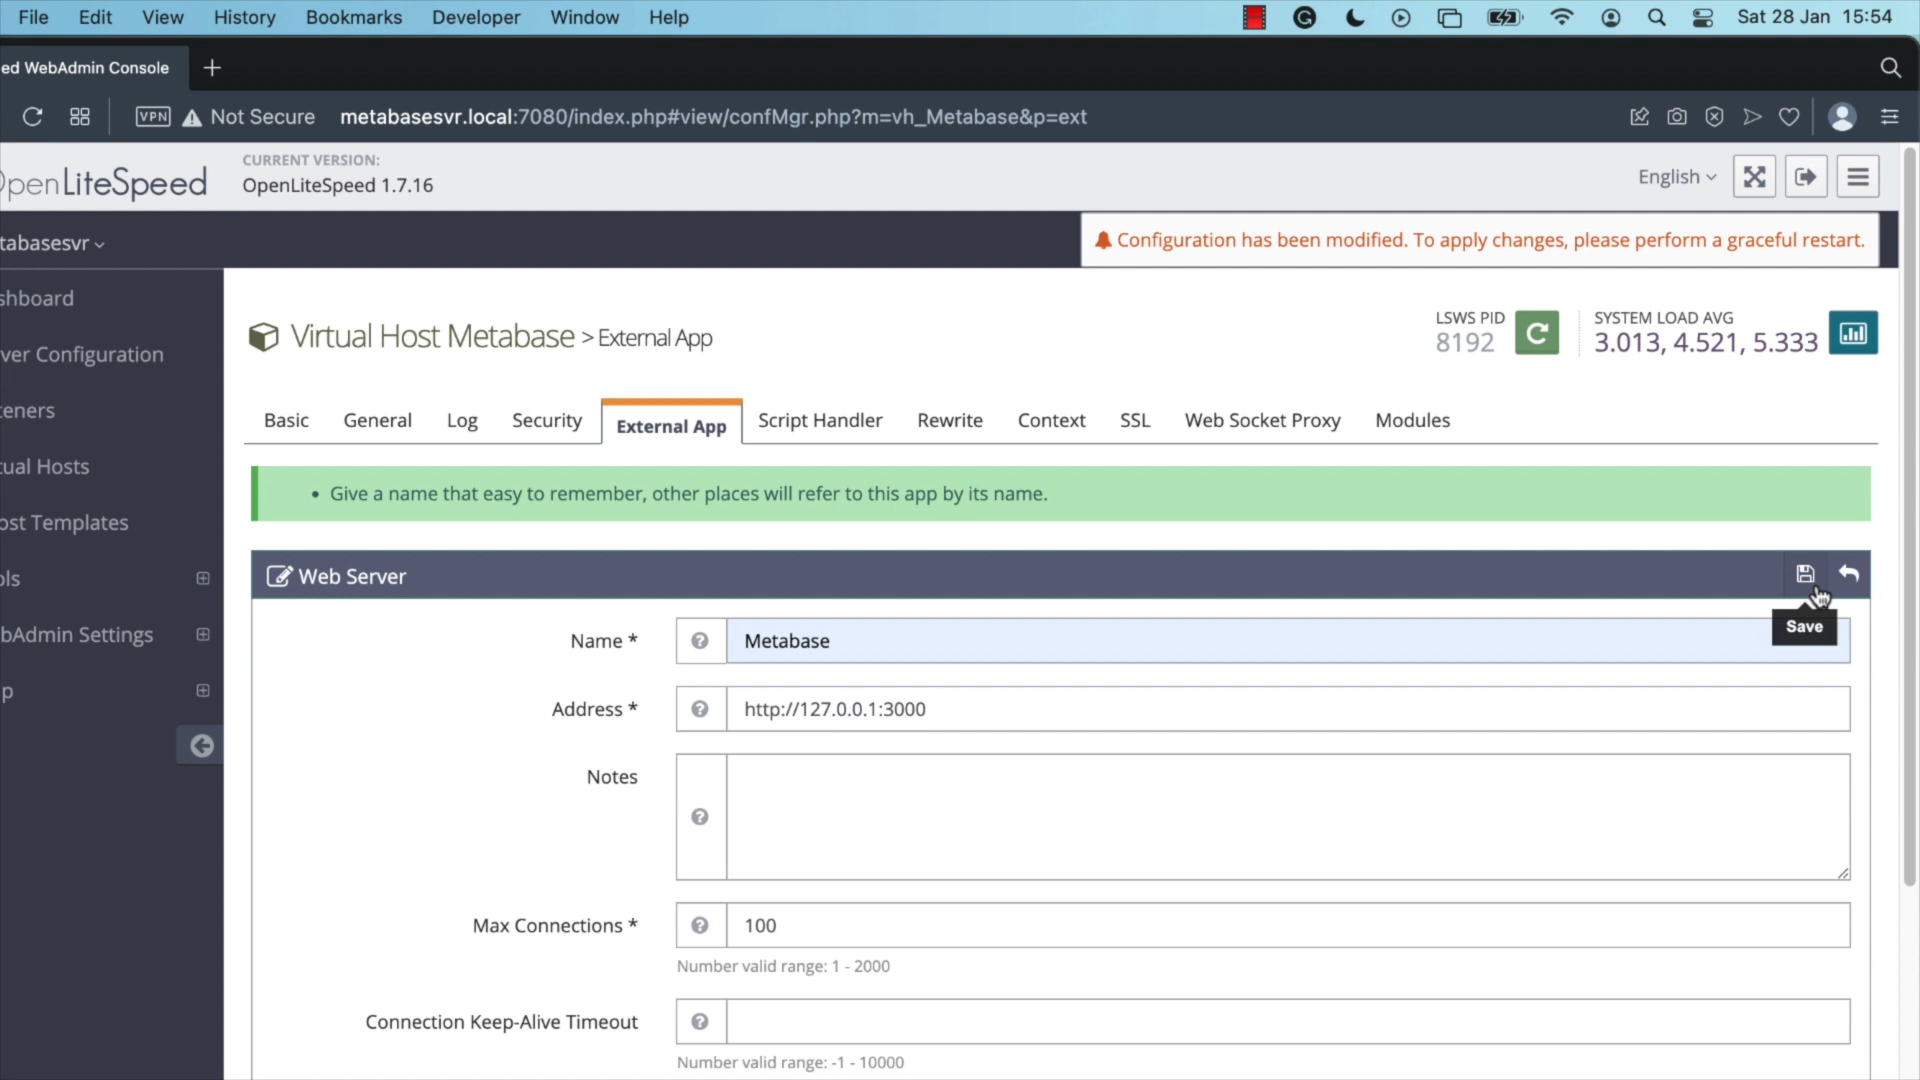 File Edit View History Bookmarks Developer Window Help Sat 28 Jan 15:54
ed WebAdmin Console
VPN Not Secure metabasesvr.local:7080/index.php#view/confMgr.php?m=vh_Metabase&p=ext
penLiteSpeed
CURRENT VERSION:
OpenLiteSpeed 1.7.16
English
tabasesvr
Configuration has been modified. To apply changes, please perform a graceful restart.
shboard
ver Configuration
teners
tual Hosts
ost Templates
ols
bAdmin Settings
p
Virtual Host Metabase > External App
LSWS PID
8192
SYSTEM LOAD AVG
3.013, 4.521, 5.333
Basic General Log Security External App Script Handler Rewrite Context SSL Web Socket Proxy Modules
• Give a name that easy to remember, other places will refer to this app by its name.
Web Server
Save
Name * Metabase
Address * http://127.0.0.1:3000
Notes
Max Connections * 100
Number valid range: 1 - 2000
Connection Keep-Alive Timeout
Number valid range: -1 - 10000